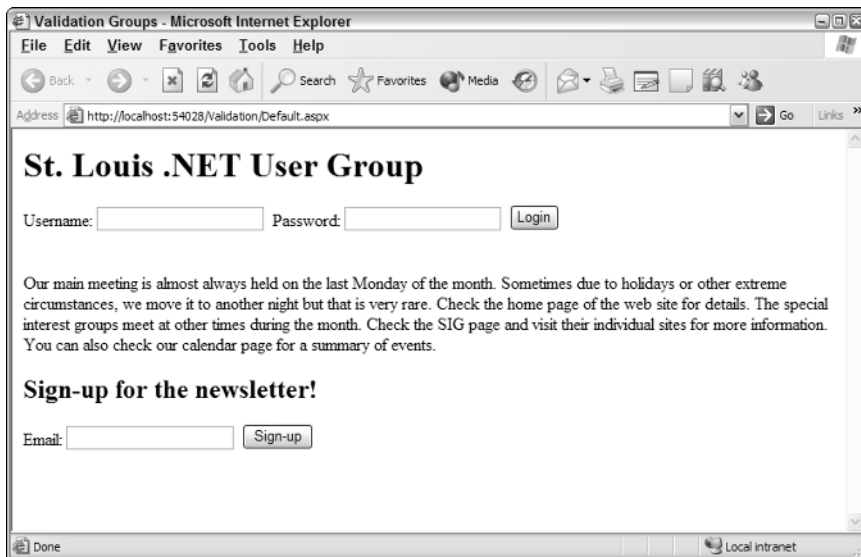 Validation Groups - Microsoft Internet Explorer
File Edit View Favorites Tools Help
Back Search Favorites Media
Address http://localhost:54028/Validation/Default.aspx Go Links »
St. Louis .NET User Group
Username: Password: Login
Our main meeting is almost always held on the last Monday of the month. Sometimes due to holidays or other extreme
circumstances, we move it to another night but that is very rare. Check the home page of the web site for details. The special
interest groups meet at other times during the month. Check the SIG page and visit their individual sites for more information.
You can also check our calendar page for a summary of events.
Sign-up for the newsletter!
Email: Sign-up
Done Local intranet